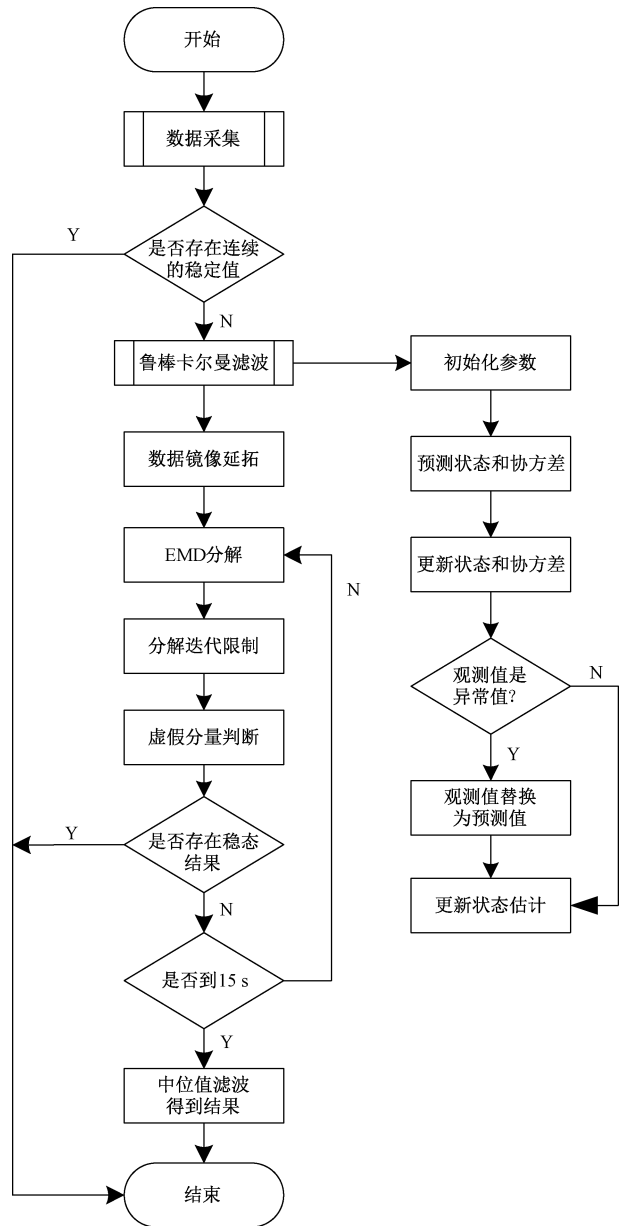 开始
数据采集
Y
是否存在连续
的稳定值
N
鲁棒卡尔曼滤波
初始化参数
数据镜像延拓
预测状态和协方差
EMD分解
N
更新状态和协方差
分解迭代限制
观测值是
异常值?
N
虚假分量判断
Y
Y
是否存在稳态
结果
观测值替换
为预测值
N
更新状态估计
是否到15 s
Y
中位值滤波
得到结果
结束